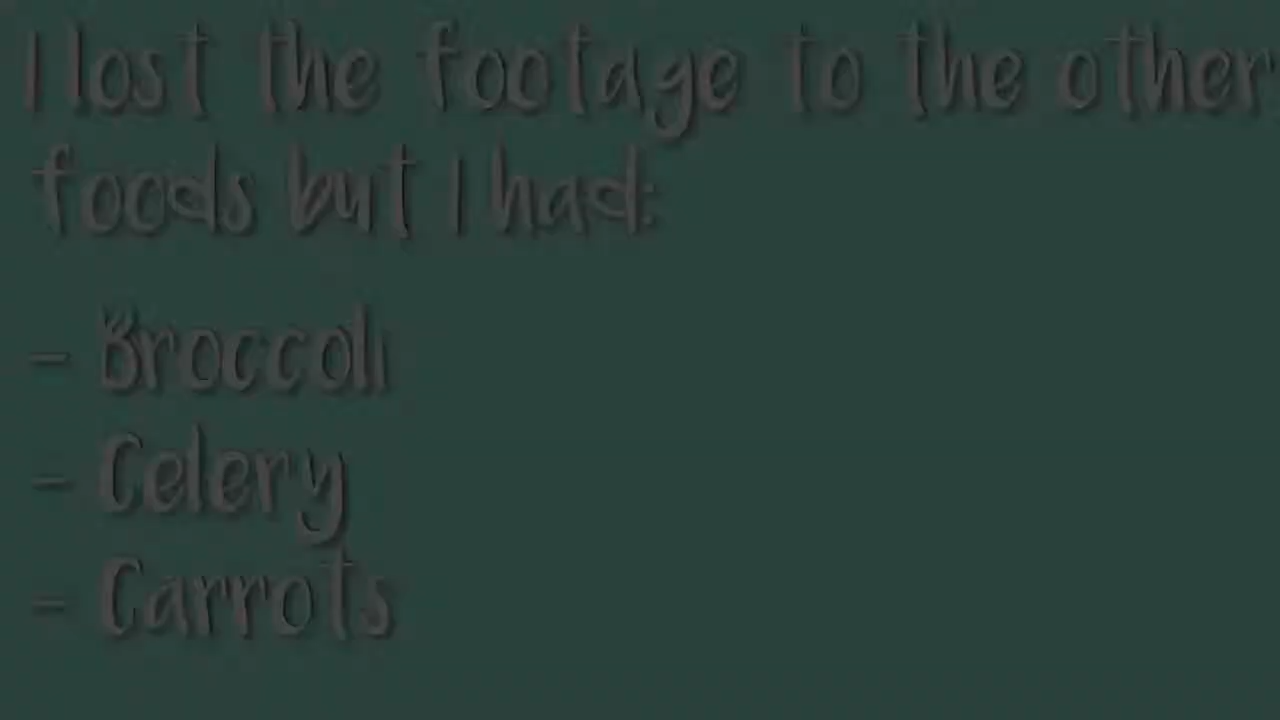 I lost the footage to the other
foods but I had:
- Broccoli
- Celery
- Carrots